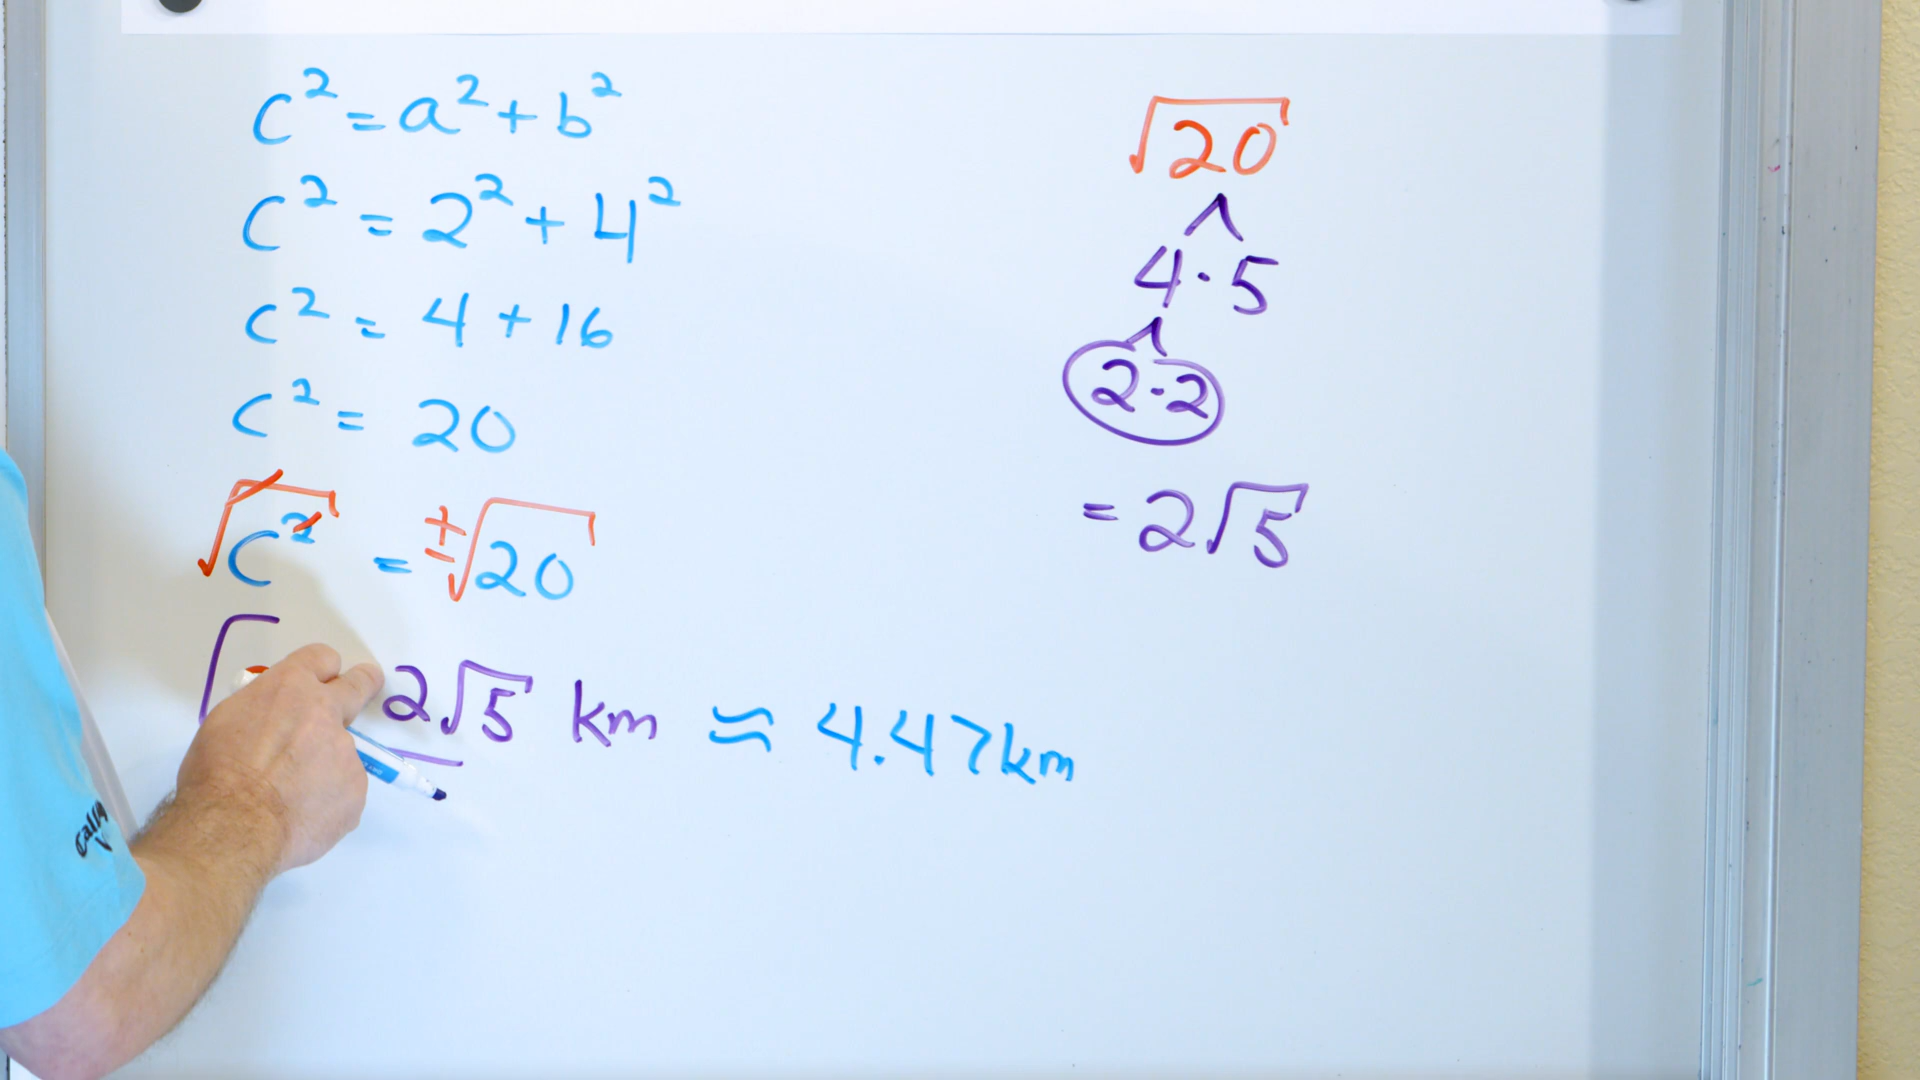 c² = a² + b²
c² = 2² + 4²
c² = 4 + 16
c² = 20
√c² = ±√20
2√5 km ≈ 4.47km
√20
4·5
2·2
= 2√5